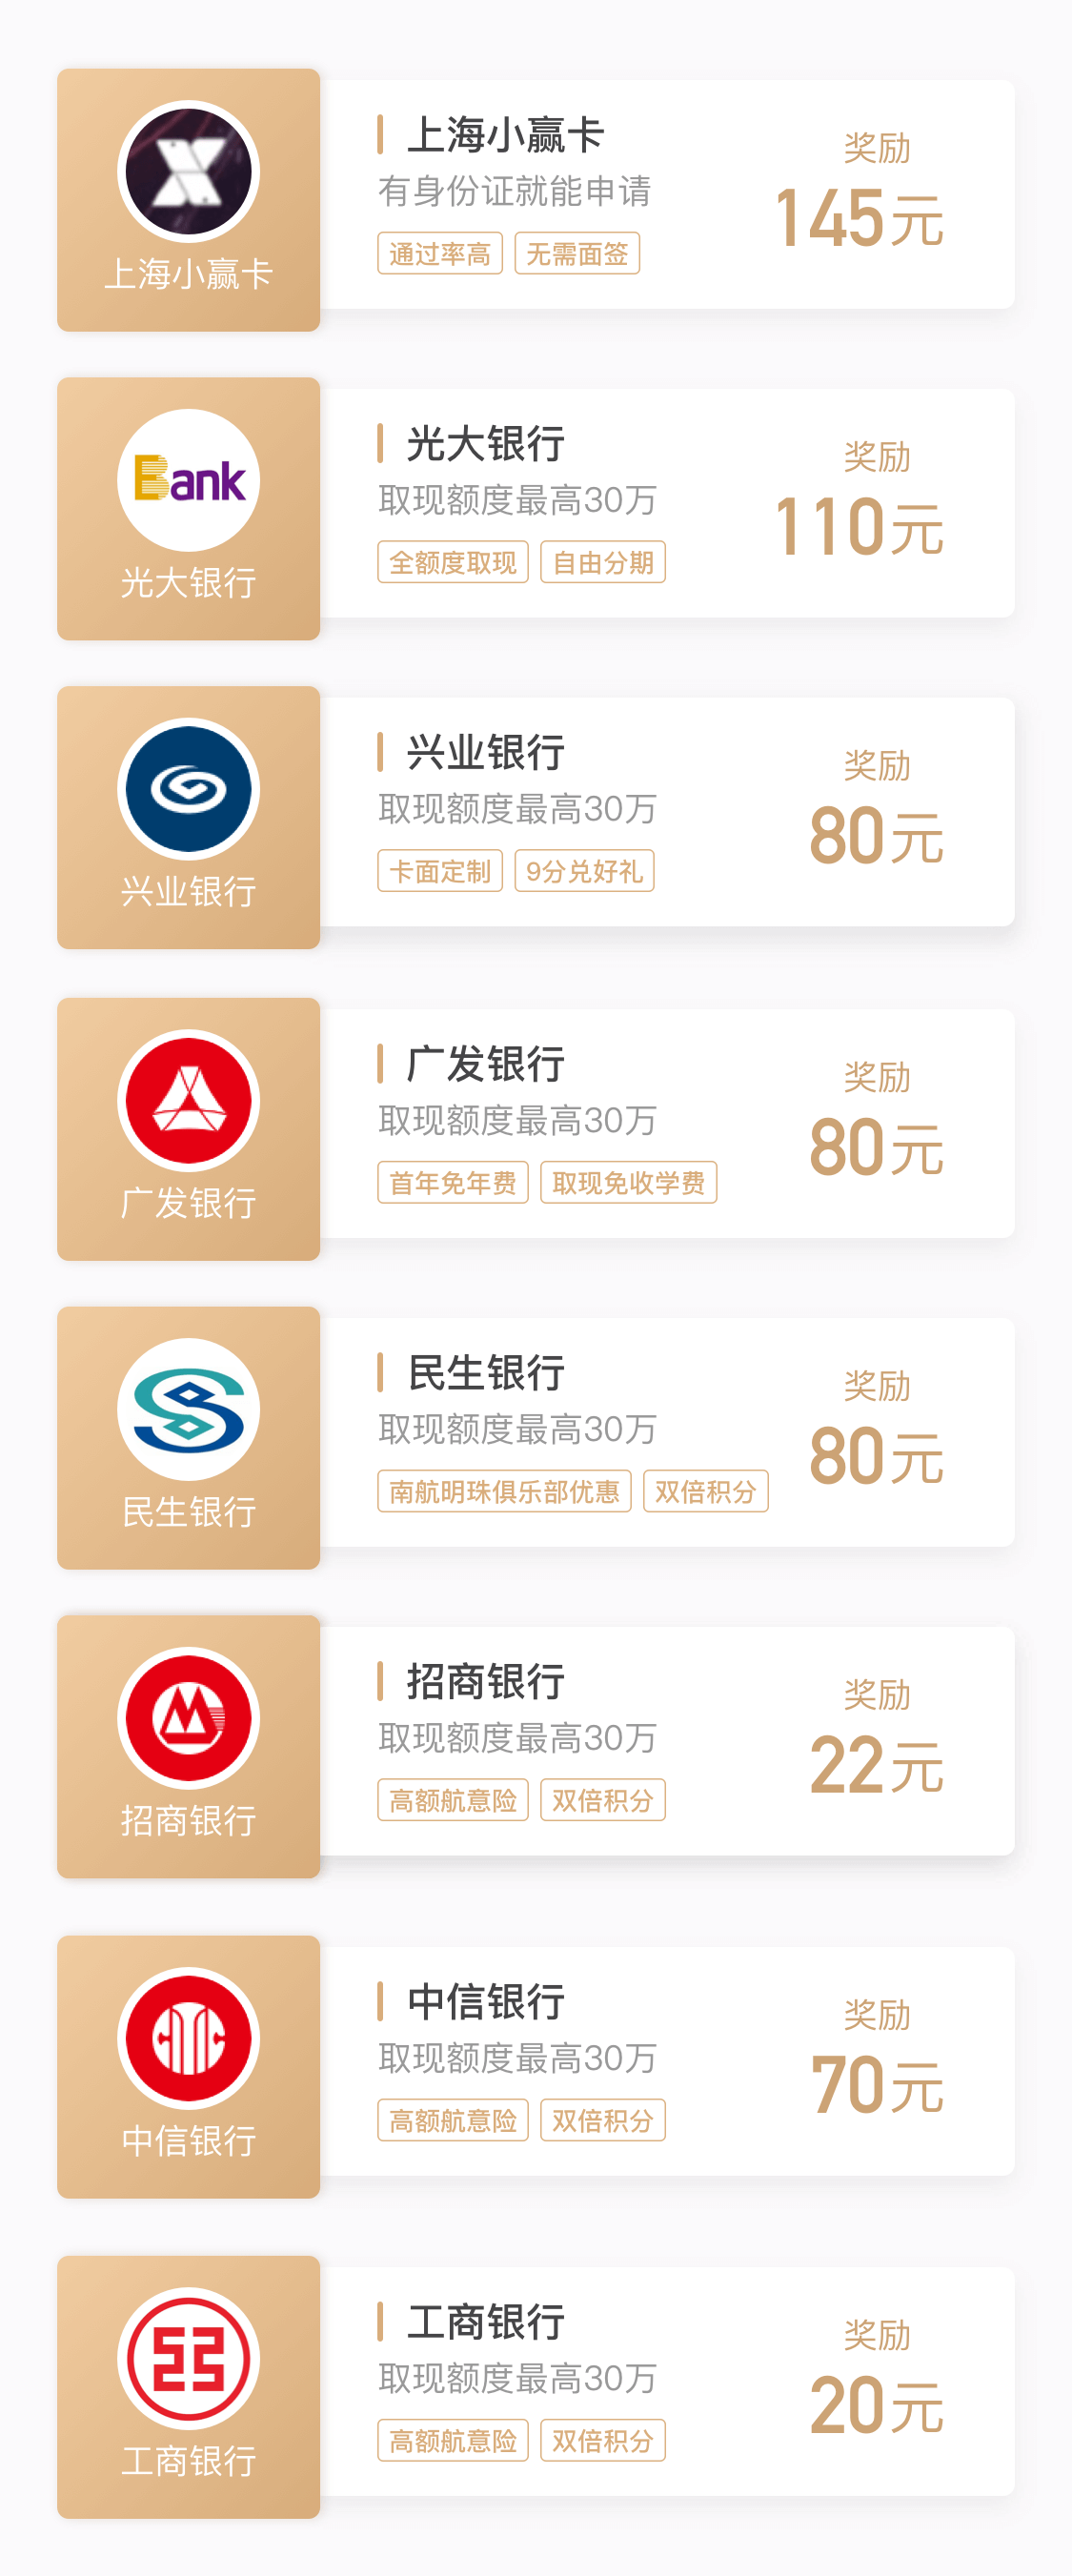 上海小赢卡
上海小赢卡
有身份证就能申请
通过率高 无需面签
奖励
145元
Bank
光大银行
光大银行
取现额度最高30万
全额度取现 自由分期
奖励
110元
兴业银行
兴业银行
取现额度最高30万
卡面定制 9分兑好礼
奖励
80元
广发银行
广发银行
取现额度最高30万
首年免年费 取现免收学费
奖励
80元
民生银行
民生银行
取现额度最高30万
南航明珠俱乐部优惠 双倍积分
奖励
80元
招商银行
招商银行
取现额度最高30万
高额航意险 双倍积分
奖励
22元
中信银行
中信银行
取现额度最高30万
高额航意险 双倍积分
奖励
70元
工商银行
工商银行
取现额度最高30万
高额航意险 双倍积分
奖励
20元